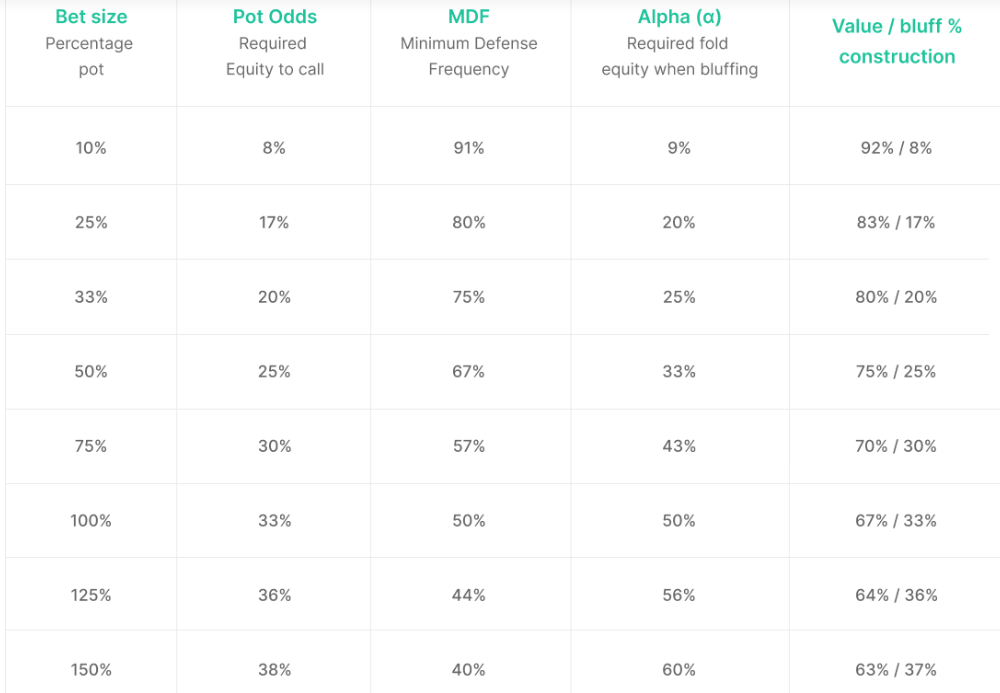 Bet size
Percentage
pot
Pot Odds
Required
Equity to call
MDF
Minimum Defense
Frequency
Alpha (α)
Required fold
equity when bluffing
Value / bluff %
construction
10% 8% 91% 9% 92% / 8%
25% 17% 80% 20% 83% / 17%
33% 20% 75% 25% 80% / 20%
50% 25% 67% 33% 75% / 25%
75% 30% 57% 43% 70% / 30%
100% 33% 50% 50% 67% / 33%
125% 36% 44% 56% 64% / 36%
150% 38% 40% 60% 63% / 37%